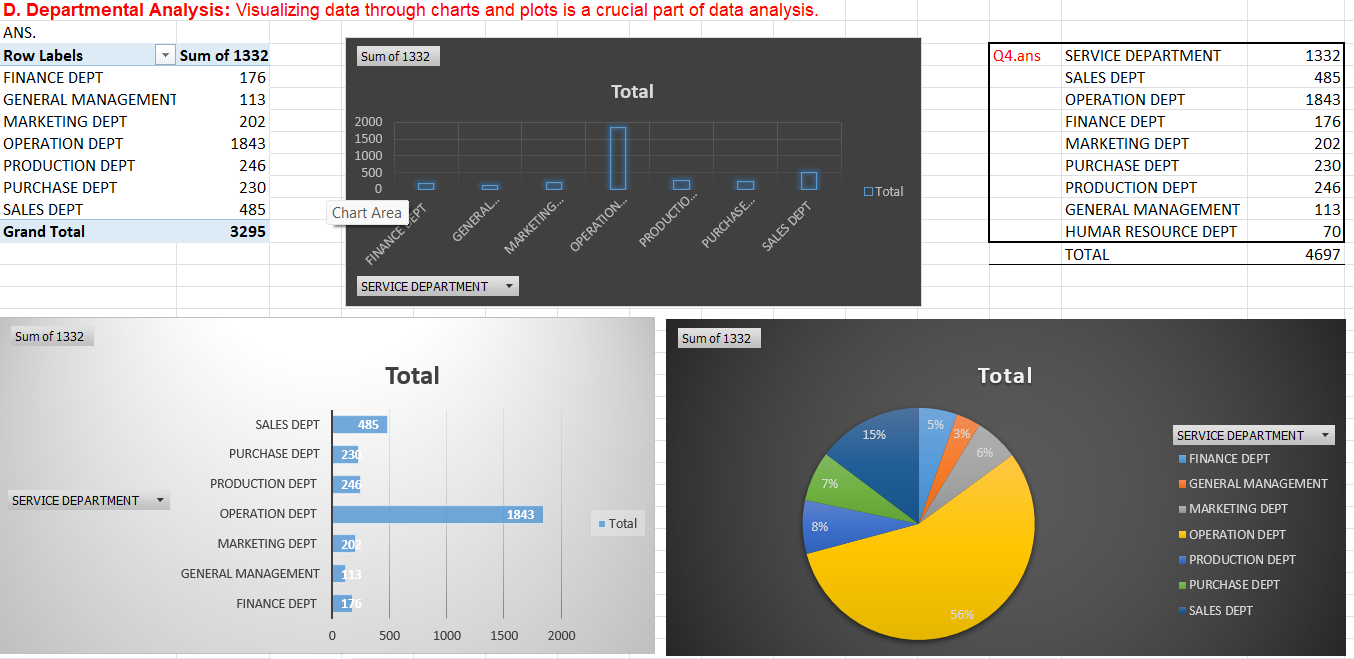 D. Departmental Analysis: Visualizing data through charts and plots is a crucial part of data analysis.
ANS.
Row Labels Sum of 1332
FINANCE DEPT 176
GENERAL MANAGEMENT 113
MARKETING DEPT 202
OPERATION DEPT 1843
PRODUCTION DEPT 246
PURCHASE DEPT 230
SALES DEPT 485
Grand Total 3295
Sum of 1332
Total
2000
1500
1000
500
0
FINANCE DEPT
GENERAL...
MARKETING...
OPERATION...
PRODUCTIO...
PURCHASE...
SALES DEPT
Total
Chart Area
SERVICE DEPARTMENT
Q4.ans SERVICE DEPARTMENT 1332
SALES DEPT 485
OPERATION DEPT 1843
FINANCE DEPT 176
MARKETING DEPT 202
PURCHASE DEPT 230
PRODUCTION DEPT 246
GENERAL MANAGEMENT 113
HUMAR RESOURCE DEPT 70
TOTAL 4697
Sum of 1332
Total
SALES DEPT 485
PURCHASE DEPT 230
PRODUCTION DEPT 246
OPERATION DEPT 1843
MARKETING DEPT 202
GENERAL MANAGEMENT 113
FINANCE DEPT 176
0 500 1000 1500 2000
SERVICE DEPARTMENT
Total
Sum of 1332
Total
5%
3%
6%
56%
8%
7%
15%
SERVICE DEPARTMENT
FINANCE DEPT
GENERAL MANAGEMENT
MARKETING DEPT
OPERATION DEPT
PRODUCTION DEPT
PURCHASE DEPT
SALES DEPT